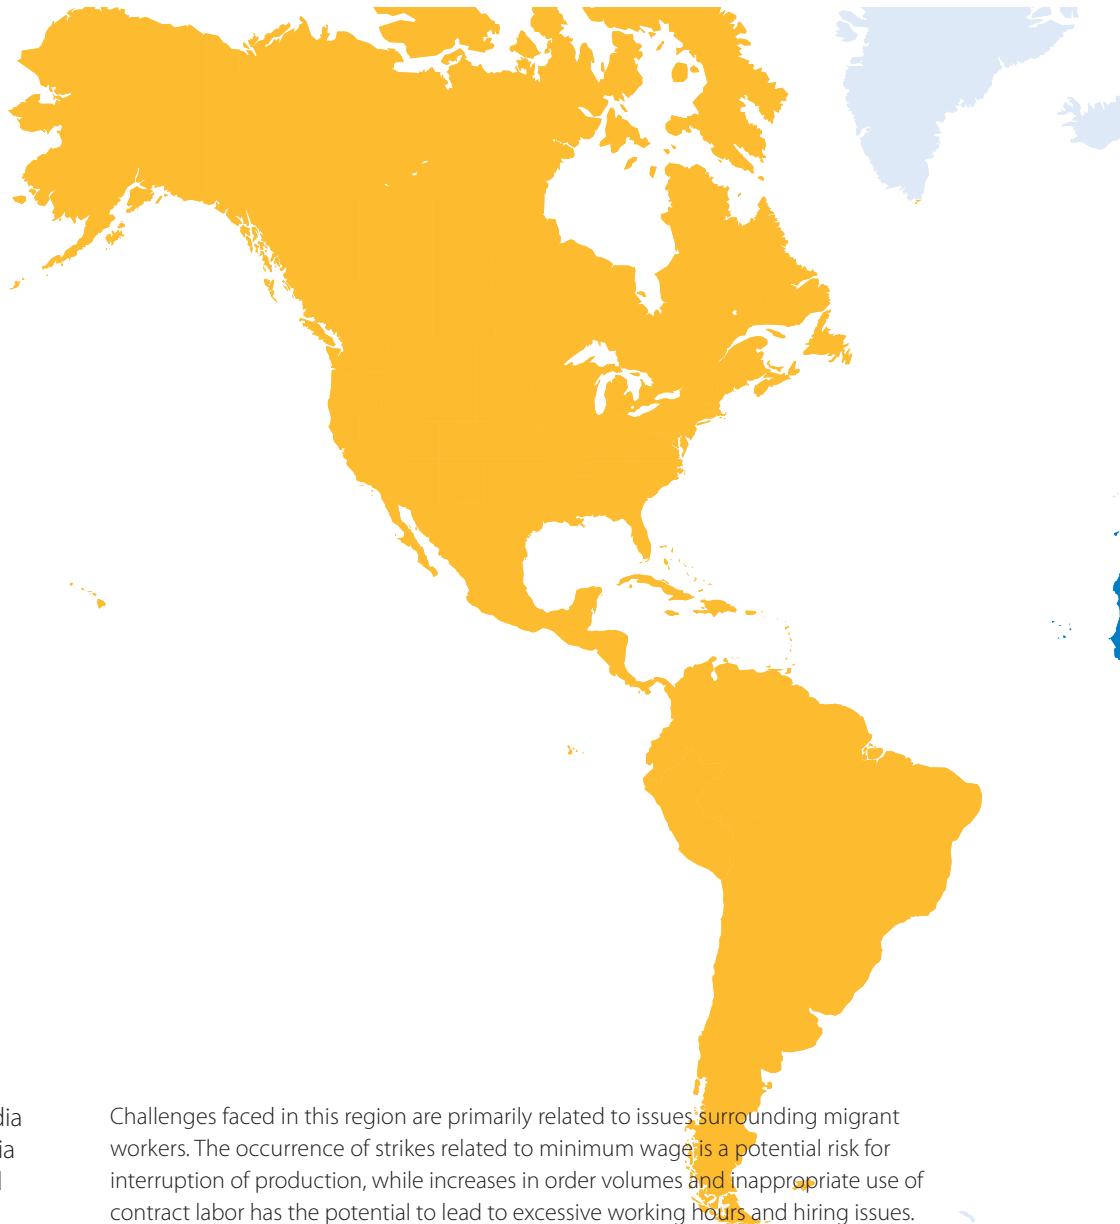 Challenges faced in this region are primarily related to issues surrounding migrant
workers. The occurrence of strikes related to minimum wage is a potential risk for
interruption of production, while increases in order volumes and inappropriate use of
contract labor has the potential to lead to excessive working hours and hiring issues.